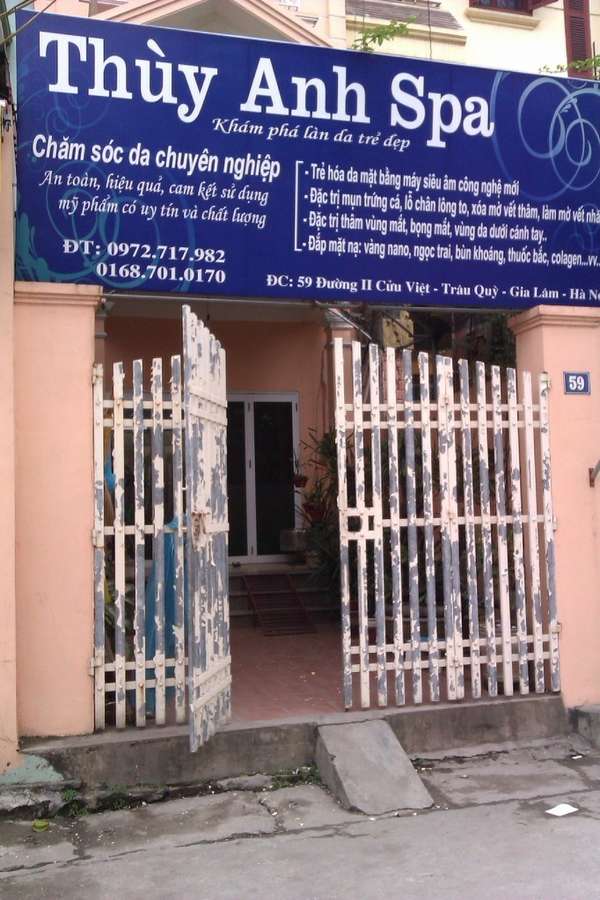 Thùy Anh Spa
Khám phá làn da trẻ đẹp
Chăm sóc da chuyên nghiệp
An toàn, hiệu quả, cam kết sử dụng
mỹ phẩm có uy tín và chất lượng
ĐT: 0972.717.982
0168.701.0170
- Trẻ hóa da mặt bằng máy siêu âm công nghệ mới
- Đặc trị mụn trứng cá, lỗ chân lông to, xóa mờ vết thâm, làm mờ vết nhă
- Đặc trị thâm vùng mắt, bọng mắt, vùng da dưới cánh tay..
- Đắp mặt nạ: vàng nano, ngọc trai, bùn khoáng, thuốc bắc, colagen...vv..
ĐC: 59 Đường II Cửu Việt - Trâu Quỳ - Gia Lâm - Hà N
59